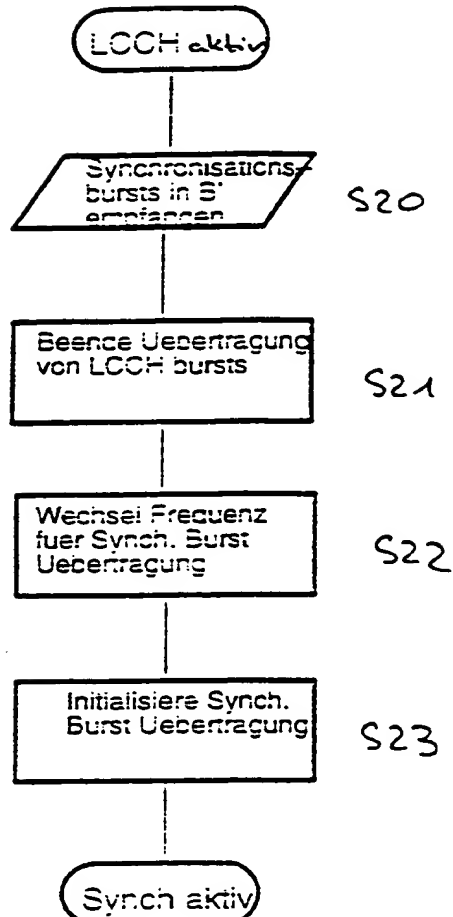 LCCH aktiv
Synchronisations-
bursts in S'
empfangen
S20
Beende Uebertragung
von LCCH bursts
S21
Wechsel Frequenz
fuer Synch. Burst
Uebertragung
S22
Initialisiere Synch.
Burst Uebertragung
S23
Synch aktiv